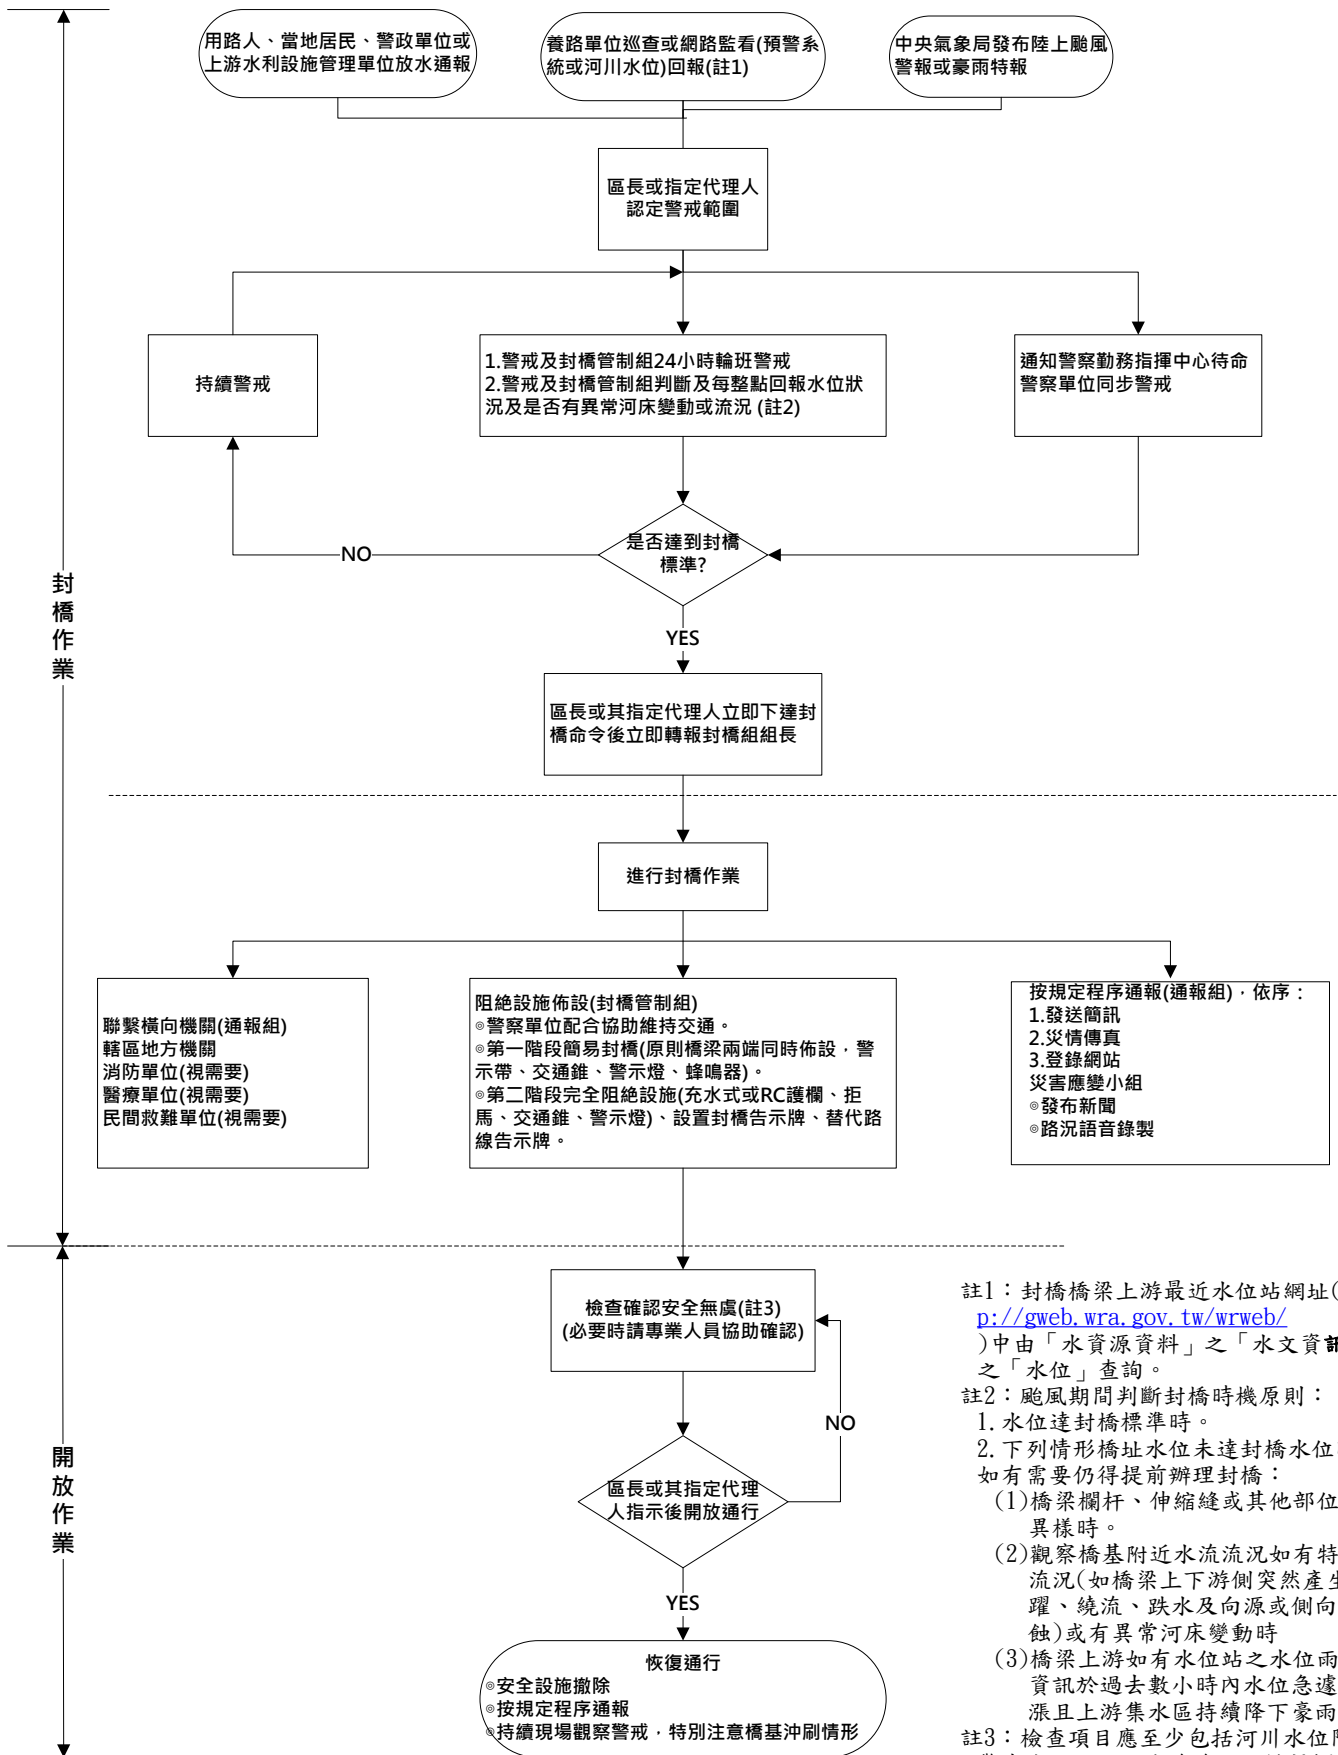 用路人、當地居民、警政單位或
上游水利設施管理單位放水通報
養路單位巡查或網路監看(預警系
統或河川水位)回報(註1)
中央氣象局發布陸上颱風
警報或豪雨特報
區長或指定代理人
認定警戒範圍
持續警戒
1.警戒及封橋管制組24小時輪班警戒
2.警戒及封橋管制組判斷及每整點回報水位狀
況及是否有異常河床變動或流況 (註2)
通知警察勤務指揮中心待命
警察單位同步警戒
是否達到封橋
標準?
NO
YES
封橋作業
區長或其指定代理人立即下達封
橋命令後立即轉報封橋組組長
進行封橋作業
聯繫橫向機關(通報組)
轄區地方機關
消防單位(視需要)
醫療單位(視需要)
民間救難單位(視需要)
阻絕設施佈設(封橋管制組)
◎警察單位配合協助維持交通。
◎第一階段簡易封橋(原則橋梁兩端同時佈設，警
示帶、交通錐、警示燈、蜂鳴器)。
◎第二階段完全阻絕設施(充水式或RC護欄、拒
馬、交通錐、警示燈)、設置封橋告示牌、替代路
線告示牌。
按規定程序通報(通報組)，依序：
1.發送簡訊
2.災情傳真
3.登錄網站
災害應變小組
◎發布新聞
◎路況語音錄製
開放作業
檢查確認安全無虞(註3)
(必要時請專業人員協助確認)
NO
區長或其指定代理
人指示後開放通行
YES
恢復通行
◎安全設施撤除
◎按規定程序通報
◎持續現場觀察警戒，特別注意橋基沖刷情形
註1：封橋橋梁上游最近水位站網址(
p://gweb.wra.gov.tw/wrweb/
)中由「水資源資料」之「水文資訊
之「水位」查詢。
註2：颱風期間判斷封橋時機原則：
1.水位達封橋標準時。
2.下列情形橋址水位未達封橋水位
如有需要仍得提前辦理封橋：
(1)橋梁欄杆、伸縮縫或其他部位
異樣時。
(2)觀察橋基附近水流流況如有特
流況(如橋梁上下游側突然產生
躍、繞流、跌水及向源或側向
蝕)或有異常河床變動時
(3)橋梁上游如有水位站之水位雨
資訊於過去數小時內水位急遽
漲且上游集水區持續降下豪雨
註3：檢查項目應至少包括河川水位